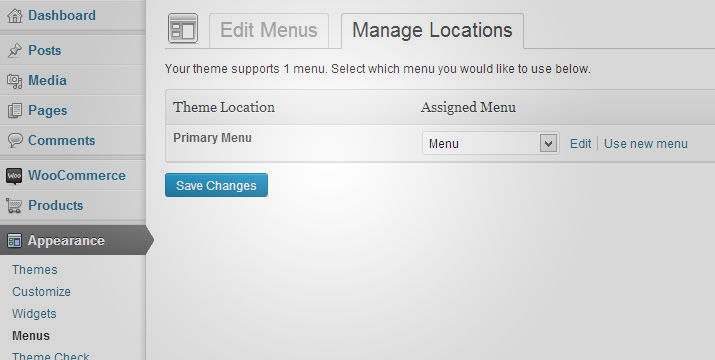 Dashboard
Posts
Media
Pages
Comments
Woo WooCommerce
Products
Appearance
Themes
Customize
Widgets
Menus
Theme Check
Edit Menus
Manage Locations
Your theme supports 1 menu. Select which menu you would like to use below.
Theme Location Assigned Menu
Primary Menu Menu Edit Use new menu
Save Changes